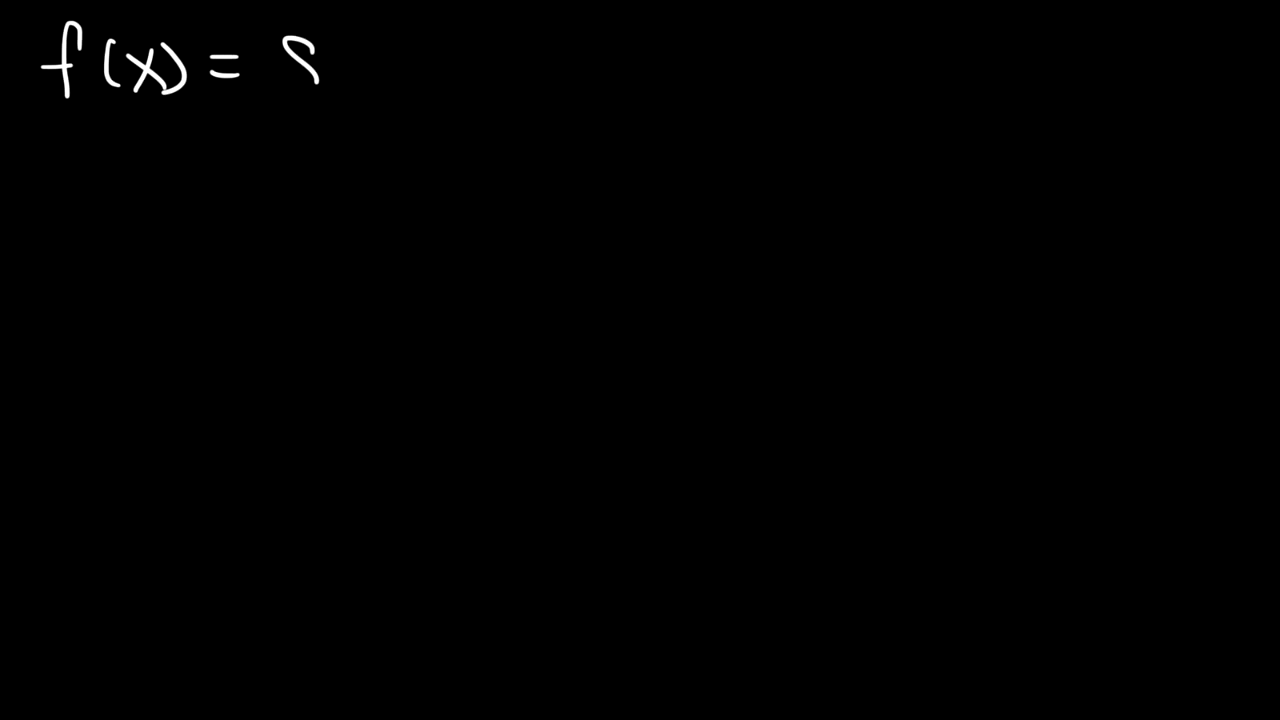 f(x) =